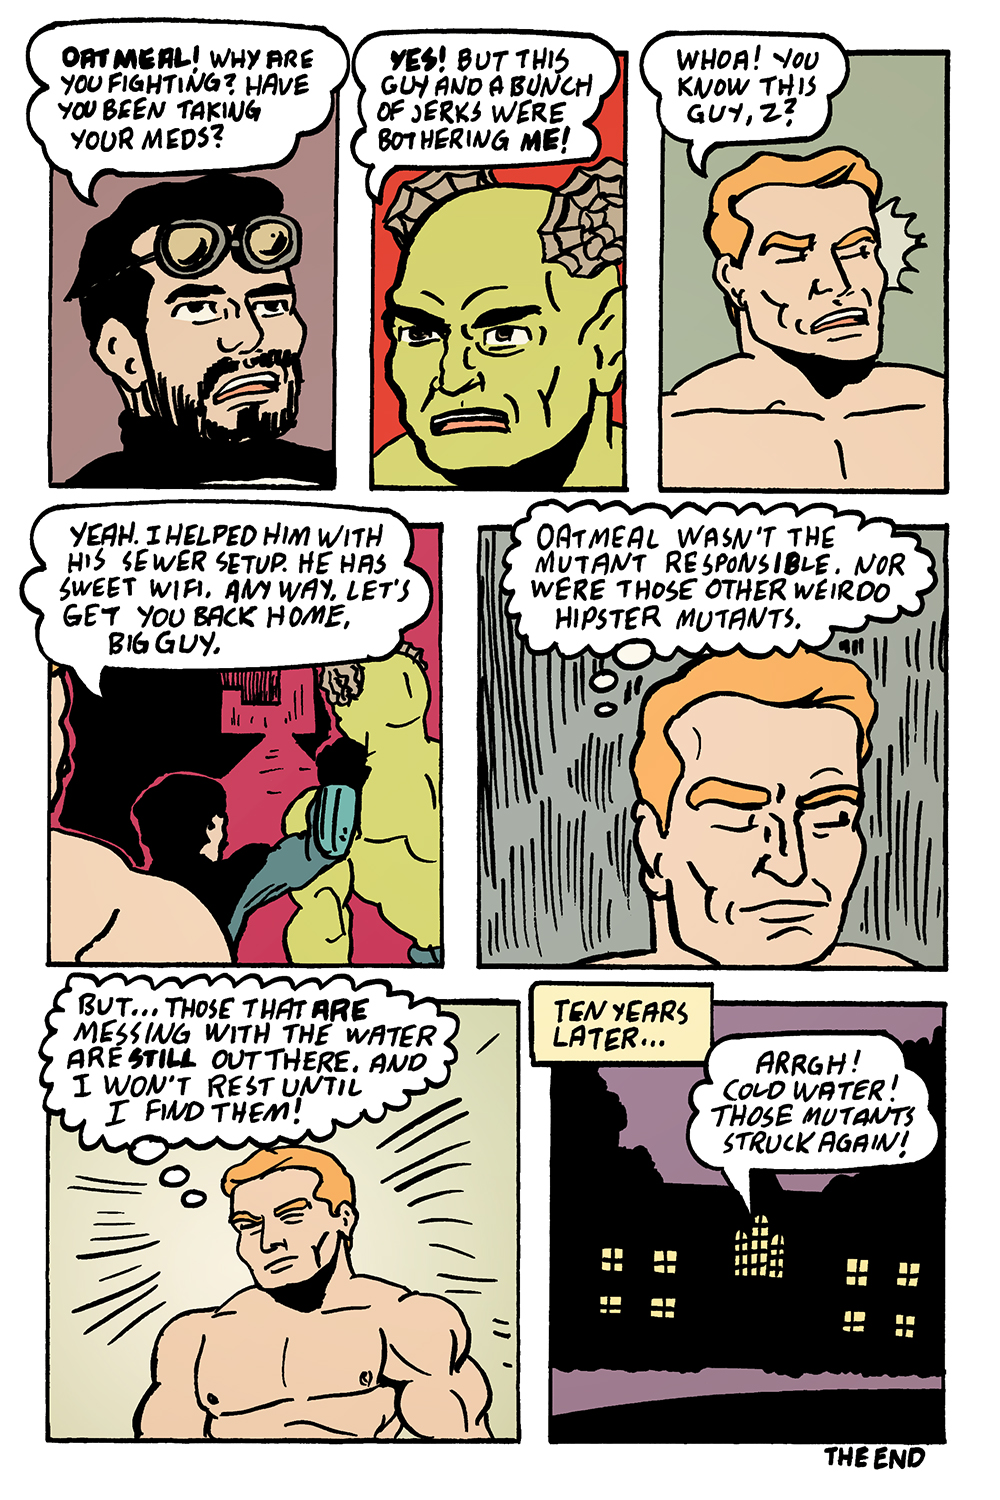 OATMEAL! WHY ARE
YOU FIGHTING? HAVE
YOU BEEN TAKING
YOUR MEDS?
YES! BUT THIS
GUY AND A BUNCH
OF JERKS WERE
BOTHERING ME!
WHOA! YOU
KNOW THIS
GUY, Z?
YEAH. I HELPED HIM WITH
HIS SEWER SETUP. HE HAS
SWEET WIFI. ANY WAY, LET'S
GET YOU BACK HOME,
BIG GUY.
OATMEAL WASN'T THE
MUTANT RESPONSIBLE. NOR
WERE THOSE OTHER WEIRDO
HIPSTER MUTANTS.
BUT... THOSE THAT ARE
MESSING WITH THE WATER
ARE STILL OUT THERE. AND
I WON'T REST UNTIL
I FIND THEM!
TEN YEARS
LATER...
ARRGH!
COLD WATER!
THOSE MUTANTS
STRUCK AGAIN!
THE END